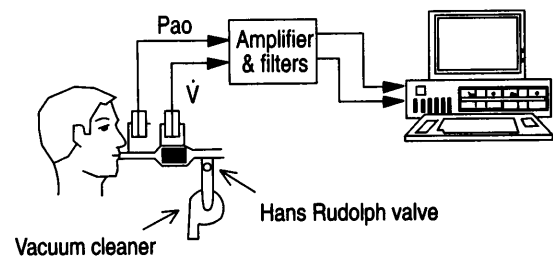 Pao
Amplifier
& filters
V̇
Hans Rudolph valve
Vacuum cleaner